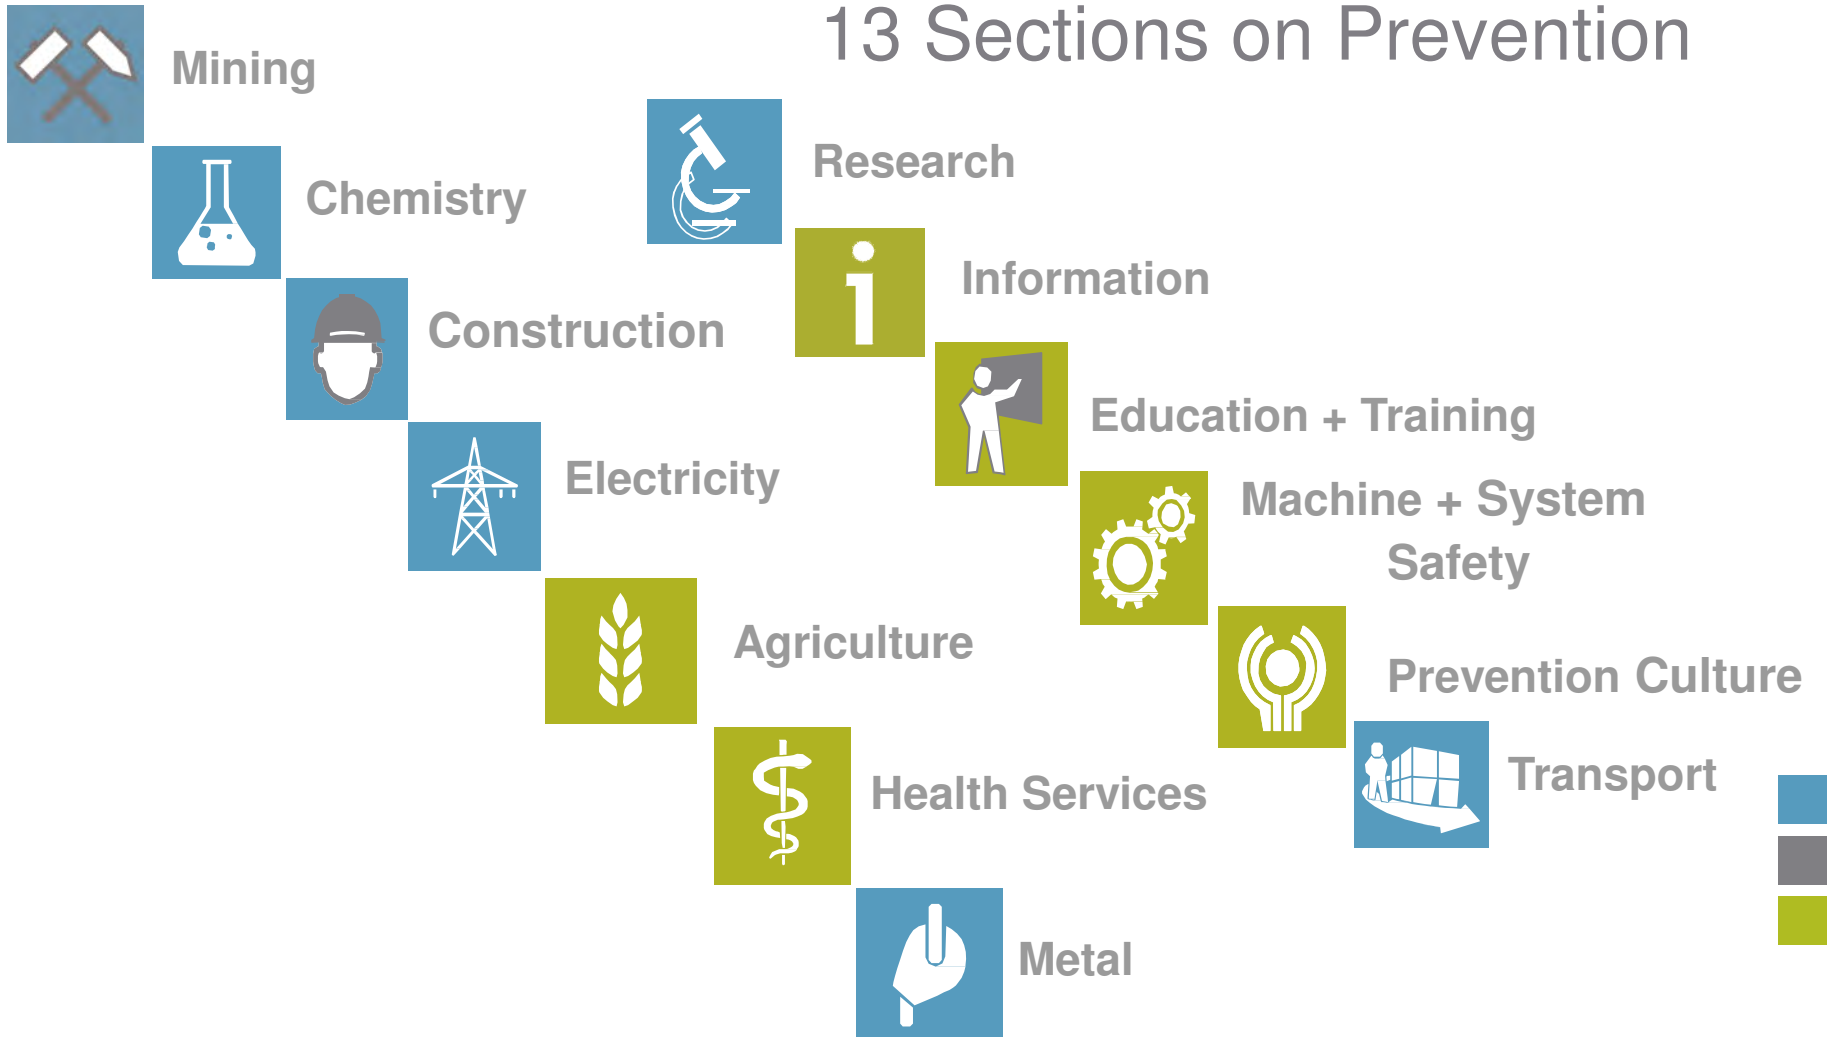 13 Sections on Prevention
Mining
Chemistry
Construction
Electricity
Agriculture
Health Services
Metal
Research
Information
Education + Training
Machine + System
Safety
Prevention Culture
Transport